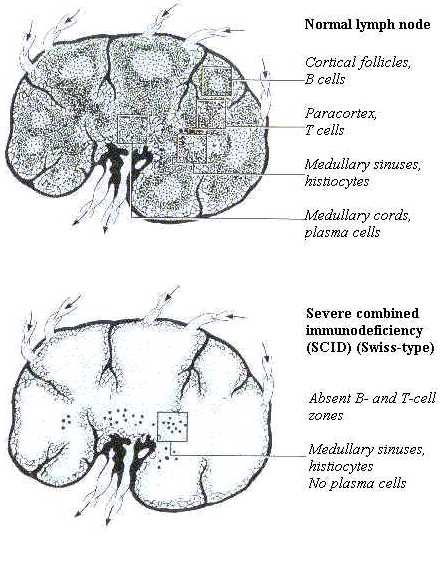 Normal lymph node
Cortical follicles,
B cells
Paracortex,
T cells
Medullary sinuses,
histiocytes
Medullary cords,
plasma cells
Severe combined
immunodeficiency
(SCID) (Swiss-type)
Absent B- and T-cell
zones
Medullary sinuses,
histiocytes
No plasma cells